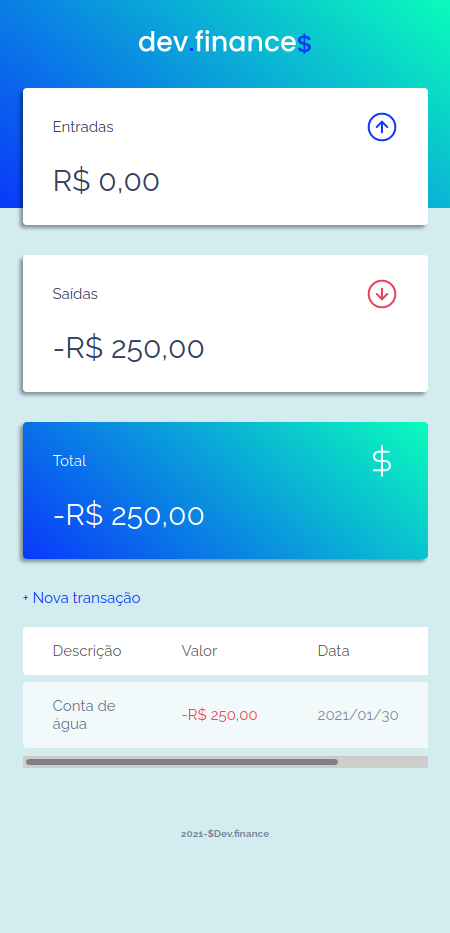 dev.finance$
Entradas
R$ 0,00
Saídas
-R$ 250,00
Total
$
-R$ 250,00
+ Nova transação
Descrição Valor Data
Conta de
água -R$ 250,00 2021/01/30
2021-$Dev.finance